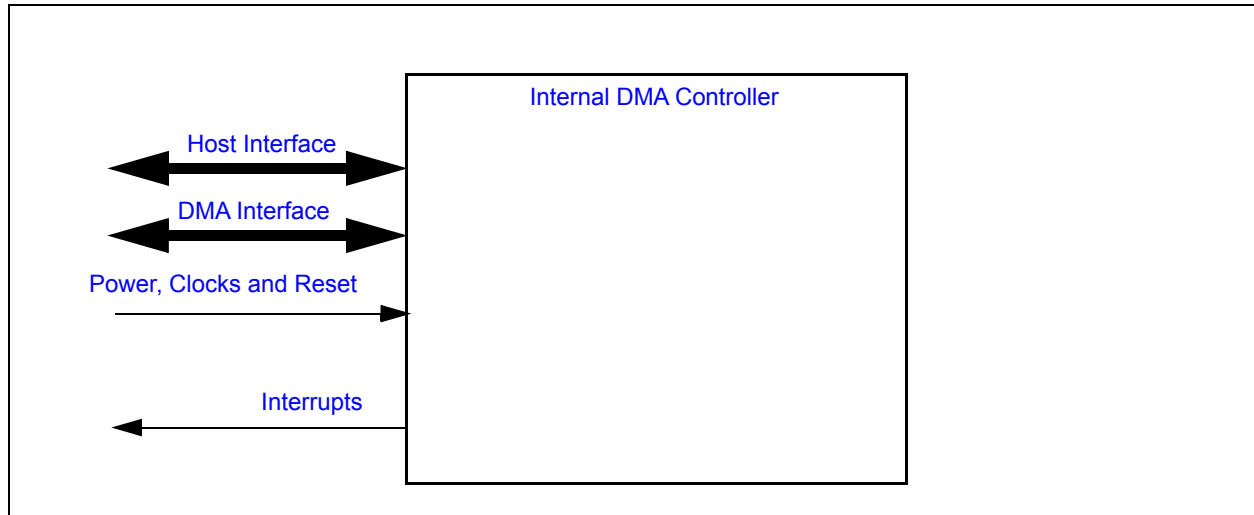 Internal DMA Controller
Host Interface
DMA Interface
Power, Clocks and Reset
Interrupts